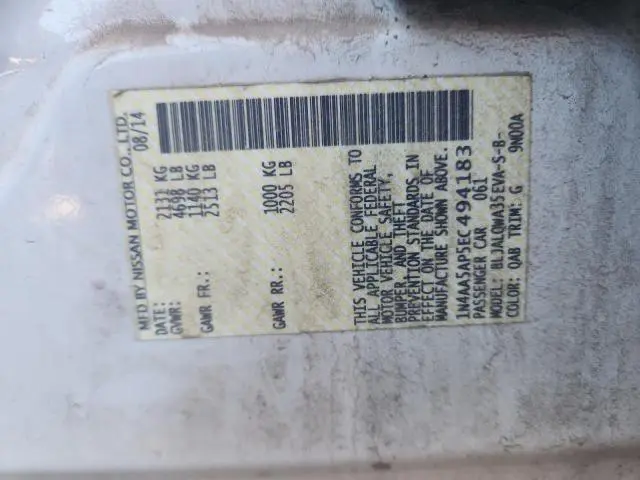 MFD BY NISSAN MOTOR CO., LTD.
DATE: 08/14
GVWR: 2131 KG
4698 LB
GAWR FR: 1140 KG
2513 LB
GAWR RR.: 1000 KG
2205 LB
THIS VEHICLE CONFORMS TO
ALL APPLICABLE FEDERAL
MOTOR VEHICLE SAFETY,
BUMPER, AND THEFT
PREVENTION STANDARDS IN
EFFECT ON THE DATE OF
MANUFACTURE SHOWN ABOVE.
1N4AA5AP5EC494183
PASSENGER CAR 061
MODEL: BLJALQWA35EVA-S-B-
COLOR: QAB TRIM: G 9N00A